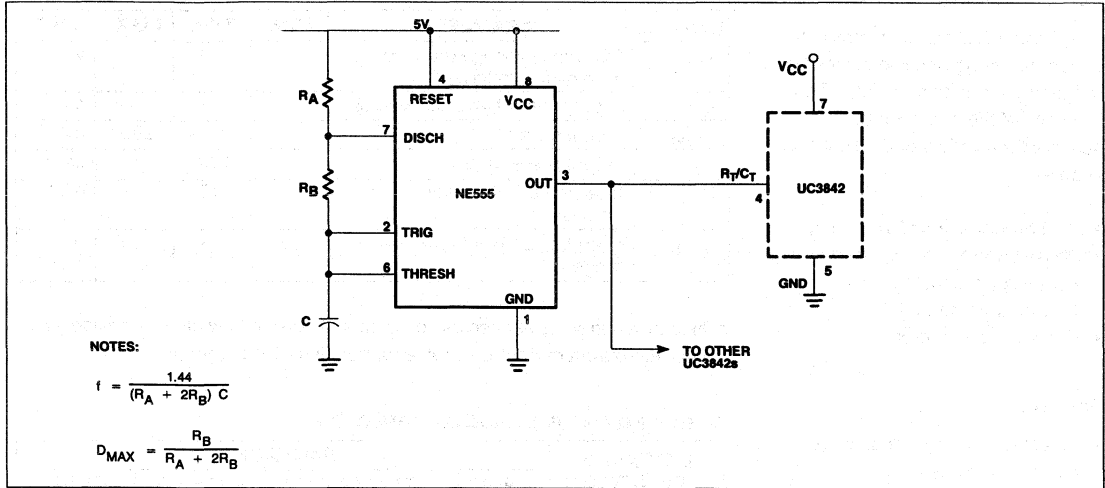 5V
4
8
RESET
VCC
RA
7
DISCH
RB
NE555
OUT
3
2
TRIG
6
THRESH
GND
1
C
VCC
7
RT/CT
4
UC3842
5
GND
TO OTHER
UC3842s
NOTES:
f = 1.44 / (RA + 2RB) C
DMAX = RB / RA + 2RB